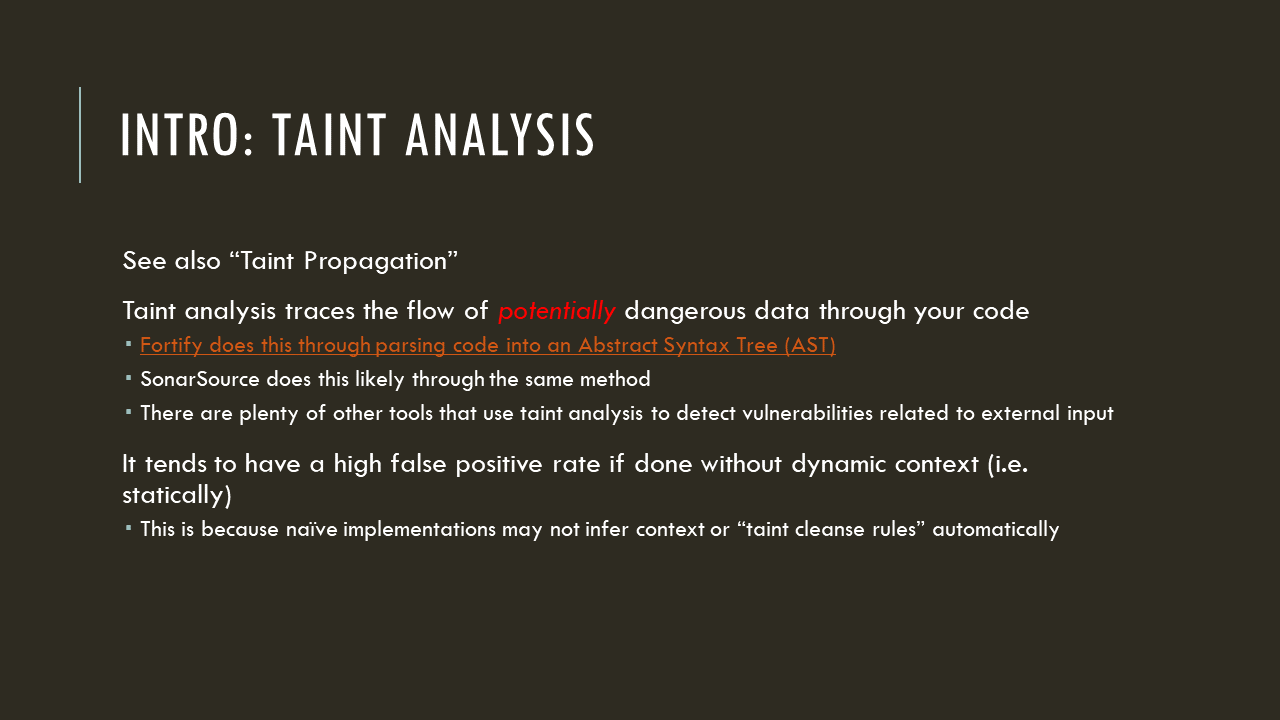 INTRO: TAINT ANALYSIS
See also “Taint Propagation”
Taint analysis traces the flow of potentially dangerous data through your code
▪ Fortify does this through parsing code into an Abstract Syntax Tree (AST)
▪ SonarSource does this likely through the same method
▪ There are plenty of other tools that use taint analysis to detect vulnerabilities related to external input
It tends to have a high false positive rate if done without dynamic context (i.e.
statically)
▪ This is because naïve implementations may not infer context or “taint cleanse rules” automatically